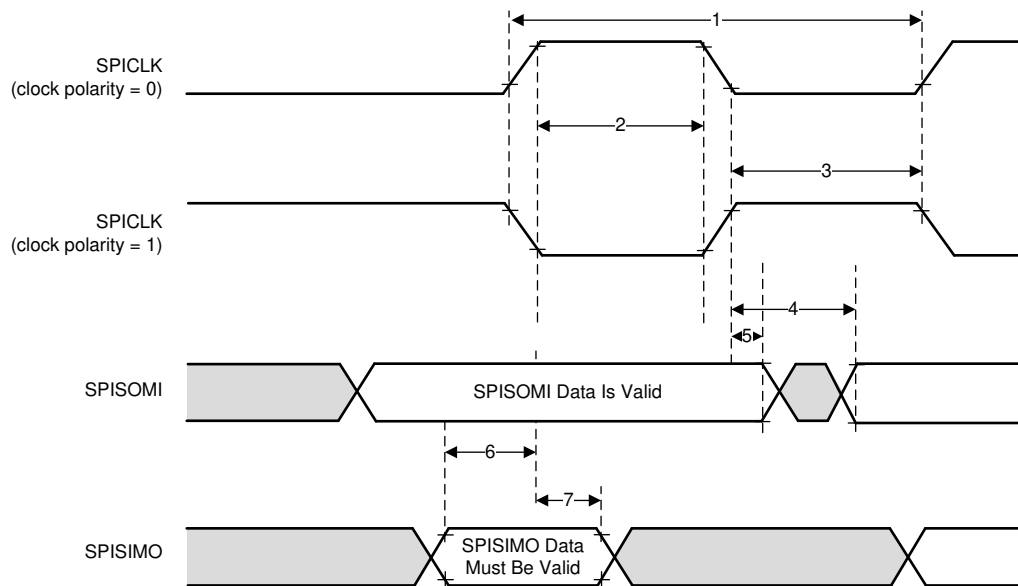 1
SPICLK
(clock polarity = 0)
2
3
SPICLK
(clock polarity = 1)
4
5
SPISOMI
SPISOMI Data Is Valid
6
7
SPISIMO
SPISIMO Data
Must Be Valid